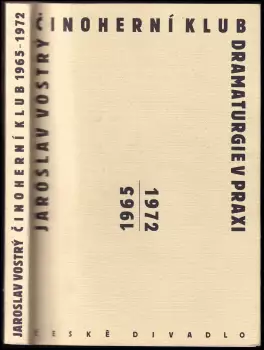 JAROSLAV VOSTRÝ ČINOHERNÍ KLUB 1965-1972
JAROSLAV VOSTRÝ
ČINOHERNÍ KLUB
DRAMATURGIE V PRAXI
1965
1972
ČESKÉ DIVADLO